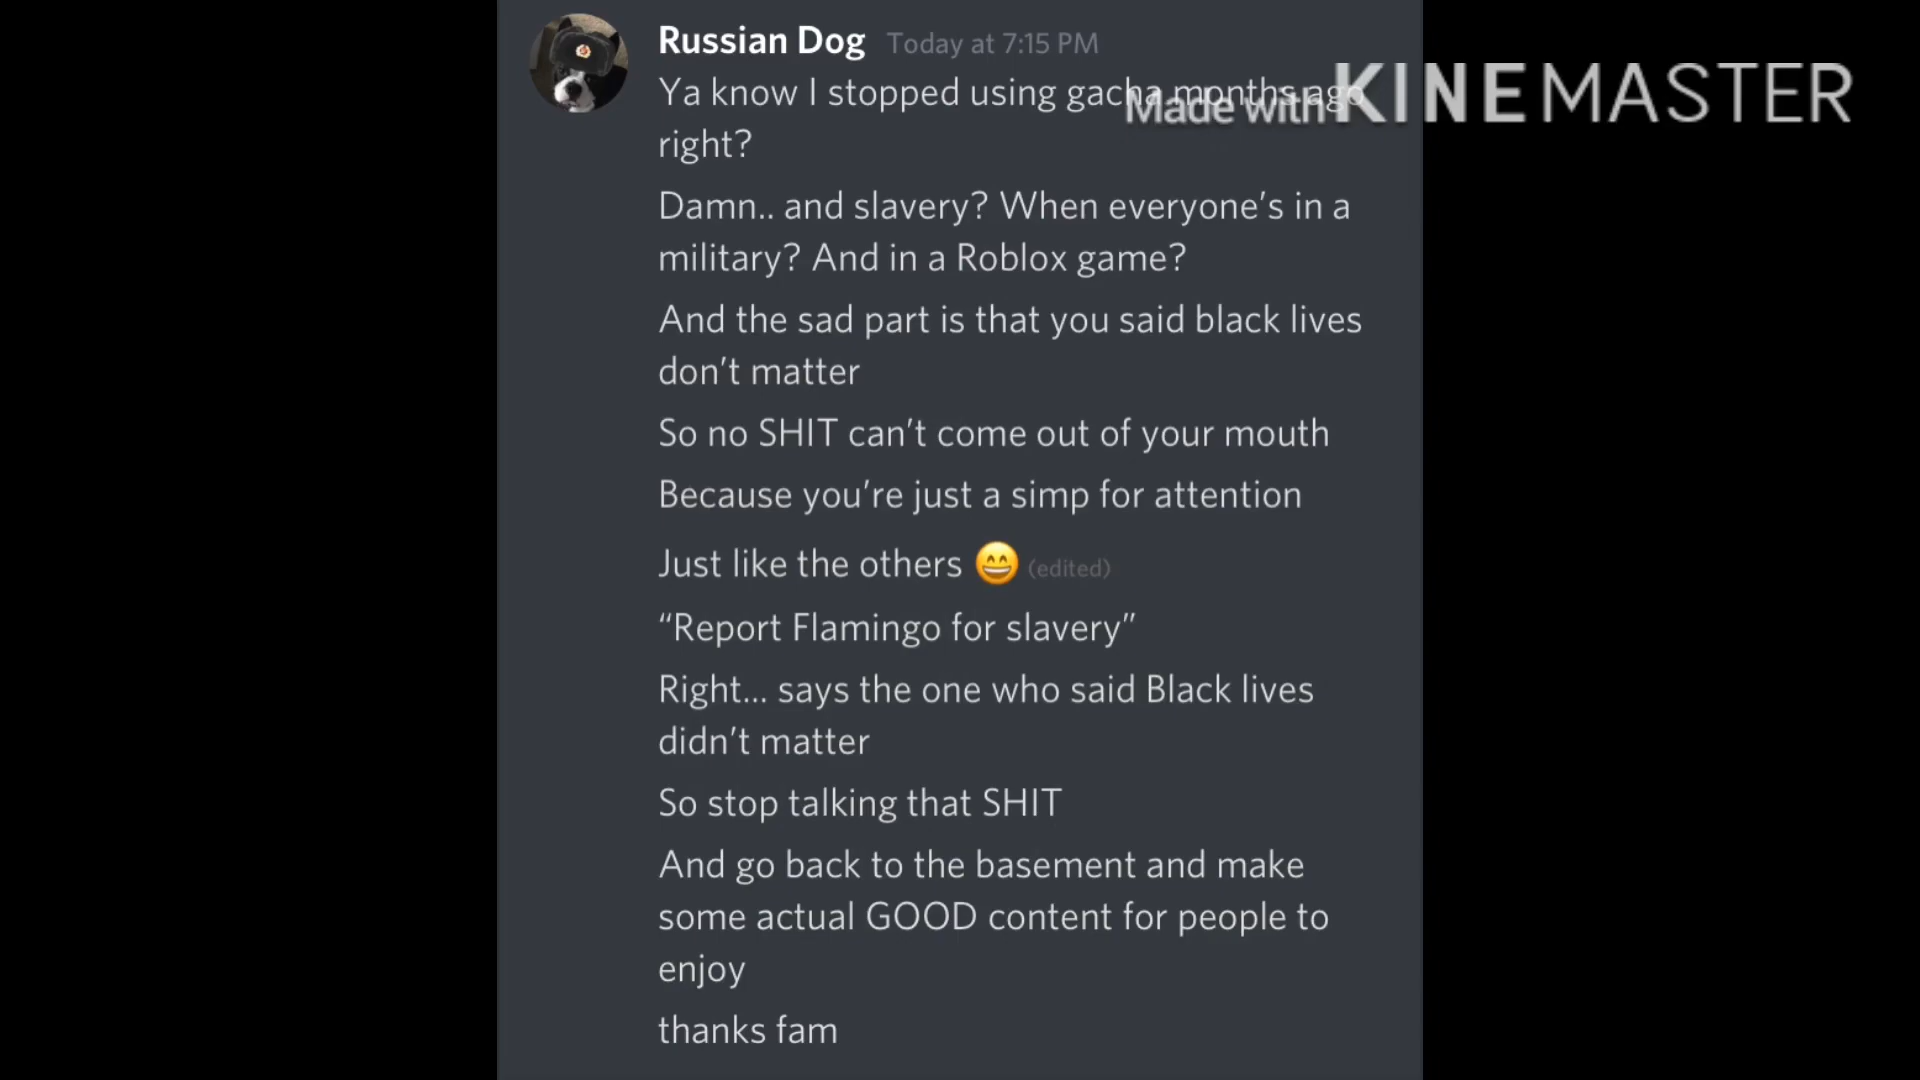 Russian Dog Today at 7:15 PM
Ya know I stopped using gacha months ago
Made with KINEMASTER
right?
Damn.. and slavery? When everyone’s in a
military? And in a Roblox game?
And the sad part is that you said black lives
don’t matter
So no SHIT can’t come out of your mouth
Because you’re just a simp for attention
Just like the others 😄 (edited)
“Report Flamingo for slavery”
Right... says the one who said Black lives
didn’t matter
So stop talking that SHIT
And go back to the basement and make
some actual GOOD content for people to
enjoy
thanks fam